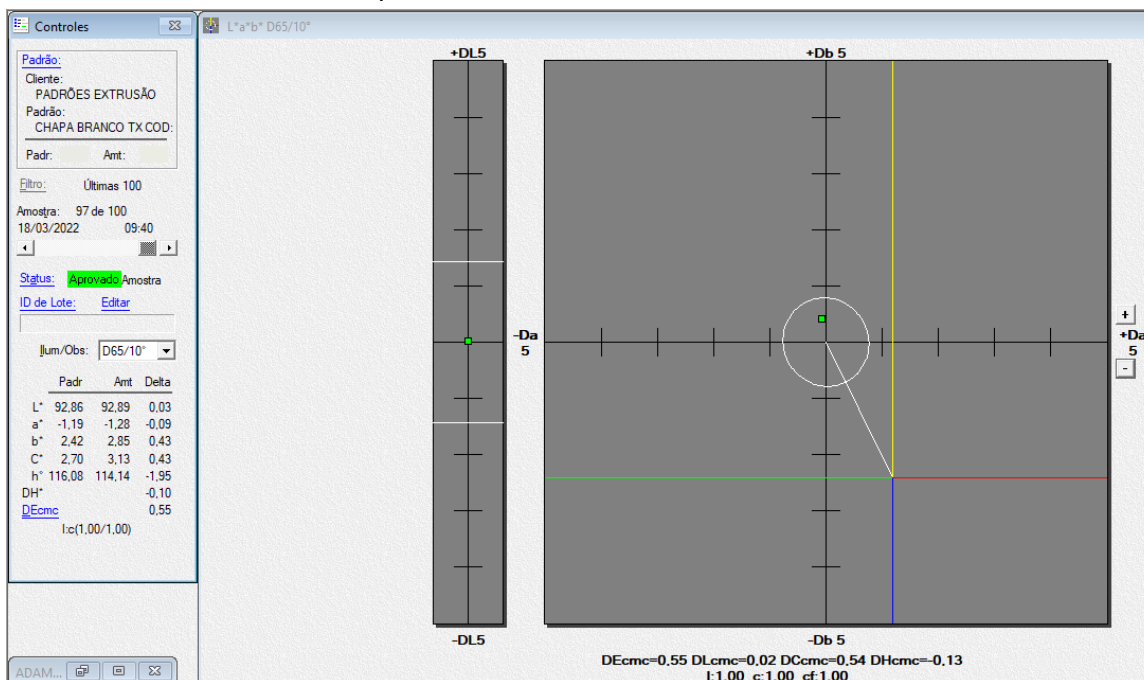 Controles
Padrão:
Cliente:
PADRÕES EXTRUSÃO
Padrão:
CHAPA BRANCO TX COD:
Padr: Amt:
Filtro: Últimas 100
Amostra: 97 de 100
18/03/2022 09:40
Status: Aprovado Amostra
ID de Lote: Editar
Ilum/Obs: D65/10°
Padr Amt Delta
L* 92,86 92,89 0,03
a* -1,19 -1,28 -0,09
b* 2,42 2,85 0,43
C* 2,70 3,13 0,43
h° 116,08 114,14 -1,95
DH* -0,10
DEcmc 0,55
l:c(1,00/1,00)
ADAM...
L*a*b* D65/10°
+DL5
+Db 5
-Da
5
+
+Da
5
-
-DL5
-Db 5
DEcmc=0,55 DLcmc=0,02 DCcmc=0,54 DHcmc=-0,13
l:1,00 c:1,00 cf:1,00